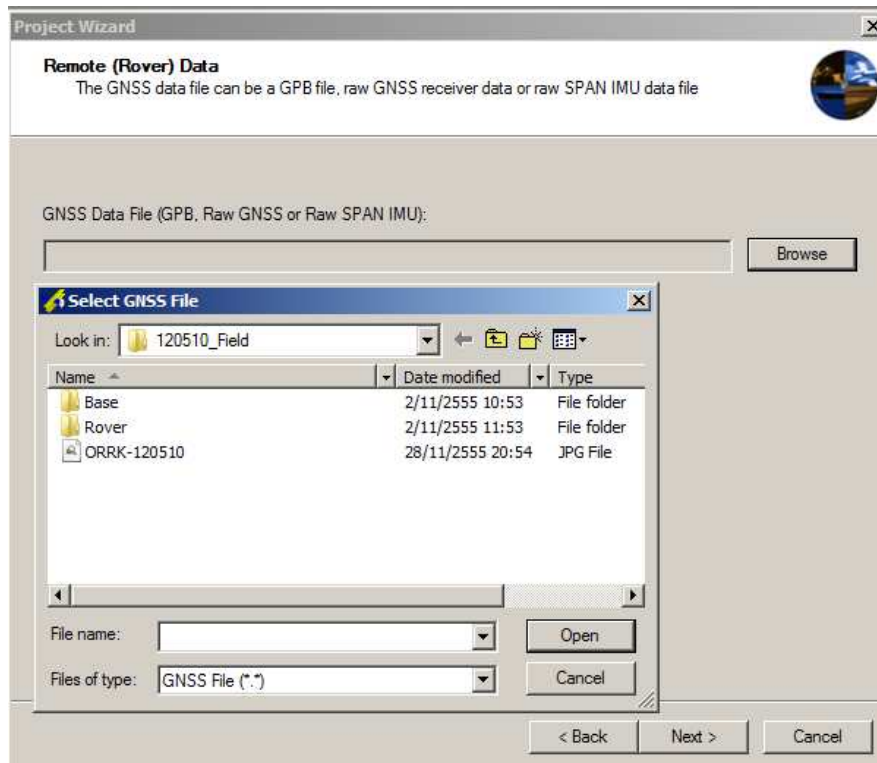 Project Wizard
Remote (Rover) Data
The GNSS data file can be a GPB file, raw GNSS receiver data or raw SPAN IMU data file
GNSS Data File (GPB, Raw GNSS or Raw SPAN IMU):
Browse
Select GNSS File
Look in: 120510_Field
Name Date modified Type
Base 2/11/2555 10:53 File folder
Rover 2/11/2555 11:53 File folder
ORRK-120510 28/11/2555 20:54 JPG File
File name: Open
Files of type: GNSS File (*.*) Cancel
< Back Next > Cancel